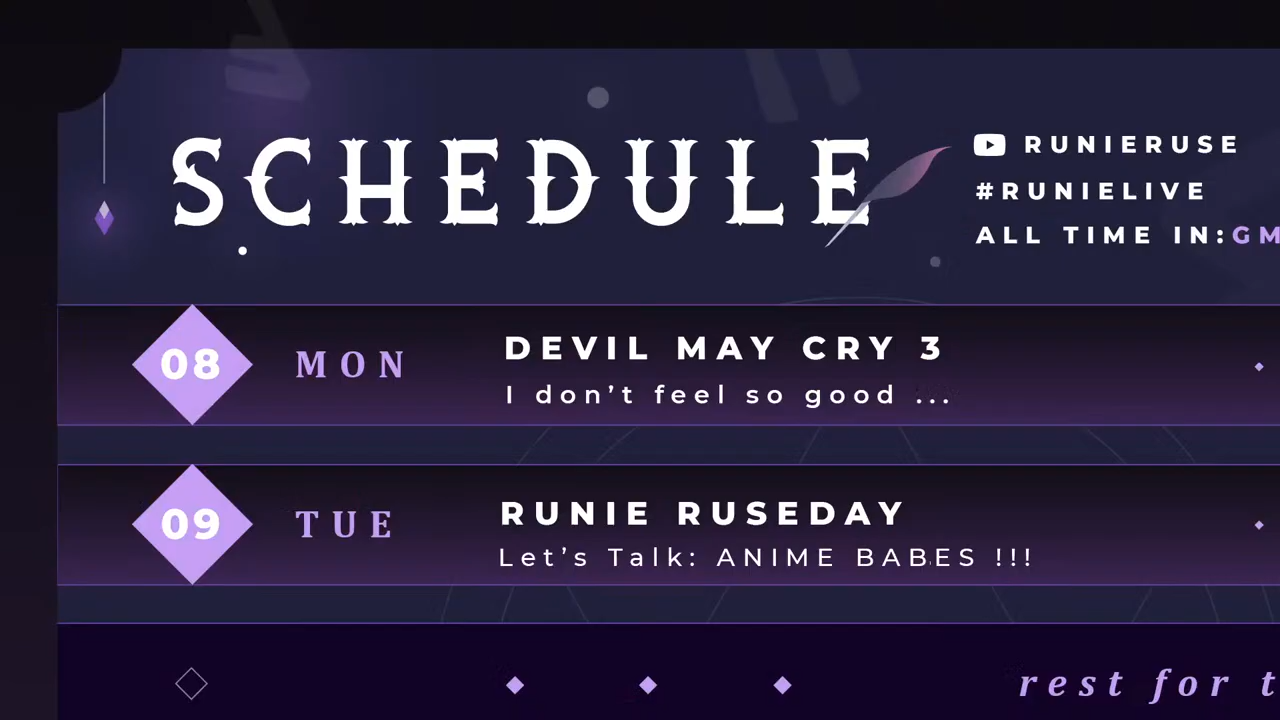 SCHEDULE
RUNIERUSE
#RUNIELIVE
ALL TIME IN:GM
08 MON
DEVIL MAY CRY 3
I don't feel so good ...
09 TUE
RUNIE RUSEDAY
Let's Talk: ANIME BABES !!!
rest for t